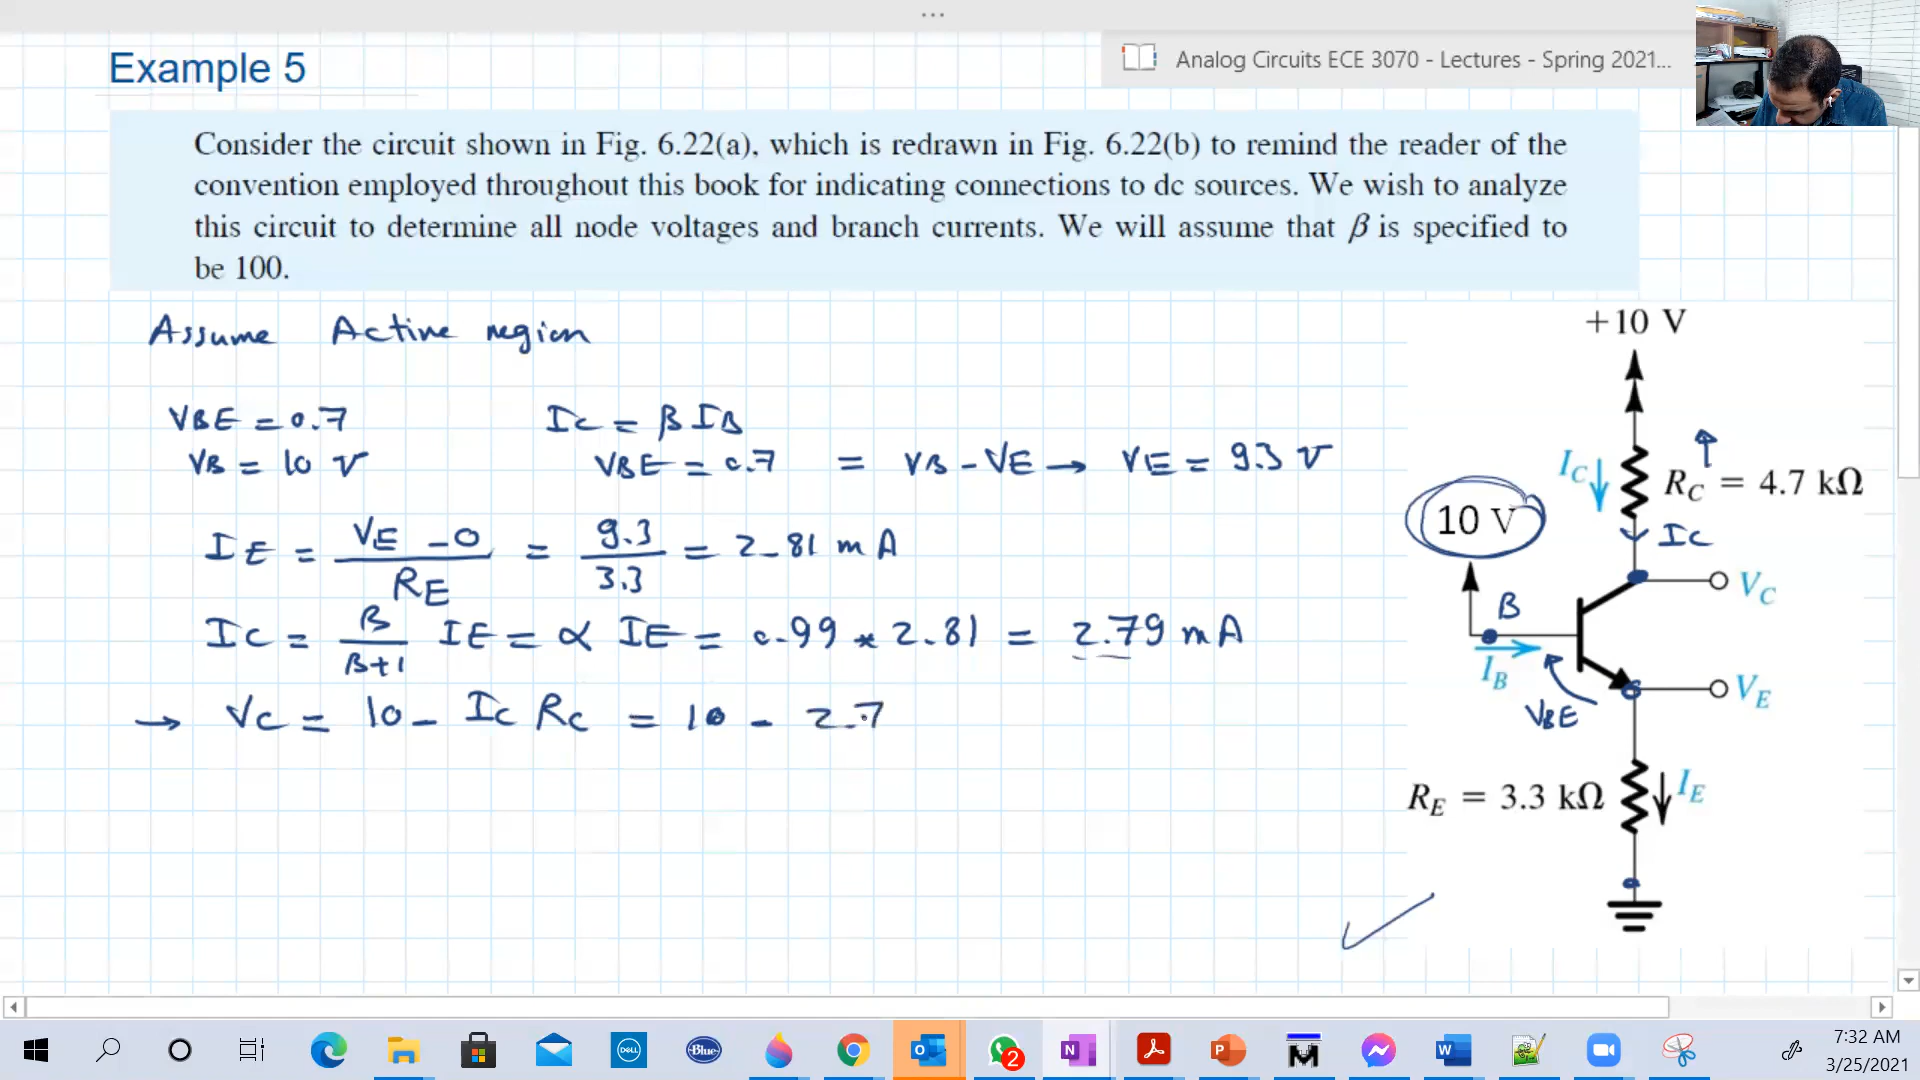 Example 5
Analog Circuits ECE 3070 - Lectures - Spring 2021...
Consider the circuit shown in Fig. 6.22(a), which is redrawn in Fig. 6.22(b) to remind the reader of the
convention employed throughout this book for indicating connections to dc sources. We wish to analyze
this circuit to determine all node voltages and branch currents. We will assume that β is specified to
be 100.
Assume Active region
VBE = 0.7 IC = β IB
VB = 10 V VBE = 0.7 = VB - VE → VE = 9.3 V
IE = VE - 0 / RE = 9.3 / 3.3 = 2.81 mA
IC = β / β+1 IE = α IE = 0.99 * 2.81 = 2.79 mA
→ VC = 10 - IC RC = 10 - 2.7
+10 V
IC
RC = 4.7 kΩ
10 V
IC
VC
B
IB
VE
VBE
RE = 3.3 kΩ
IE
DELL
Blue
2
N
P
M
W
7:32 AM
3/25/2021